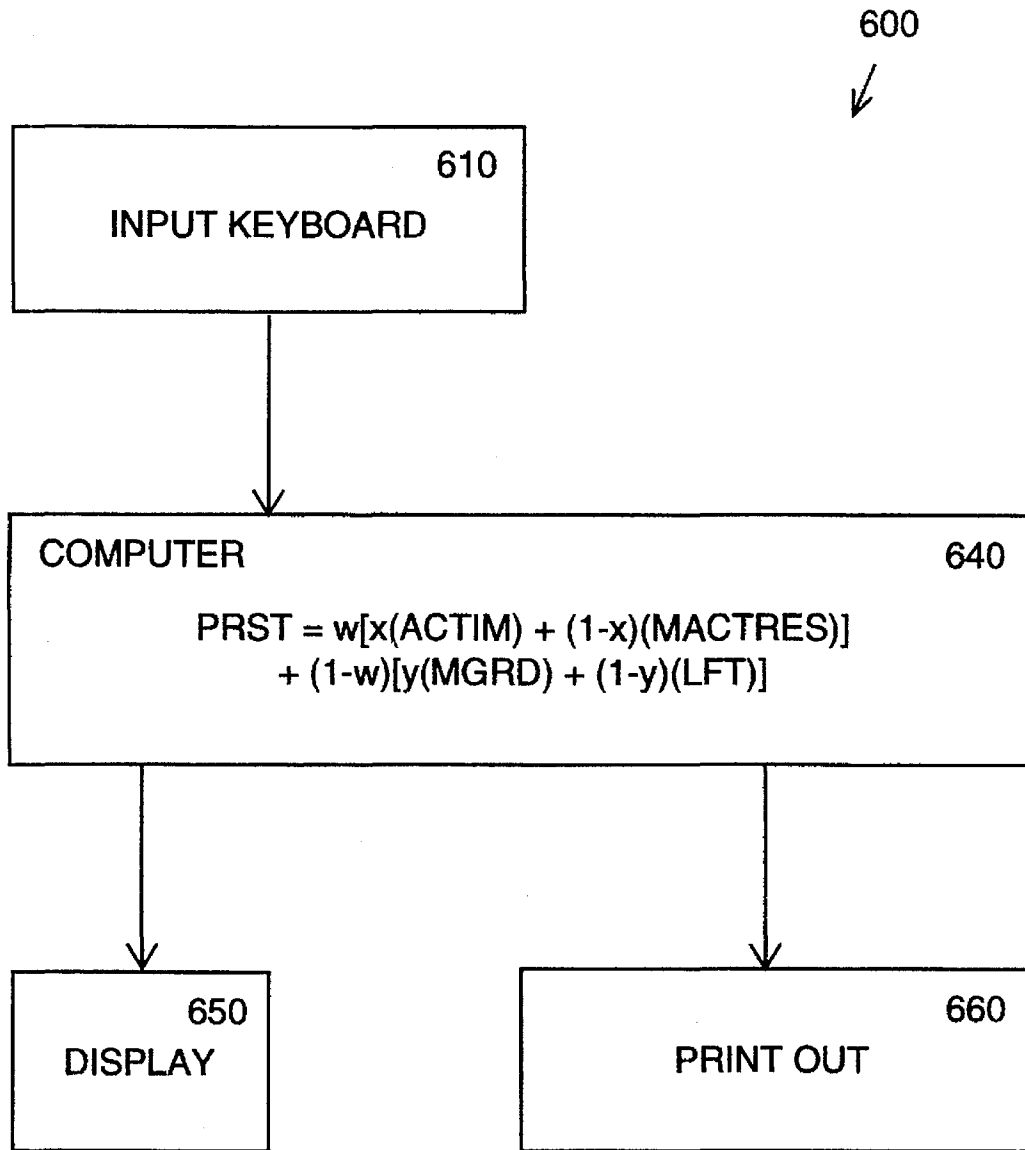 600
610
INPUT KEYBOARD
COMPUTER 640
PRST = w[x(ACTIM) + (1-x)(MACTRES)]
+ (1-w)[y(MGRD) + (1-y)(LFT)]
650
DISPLAY
660
PRINT OUT